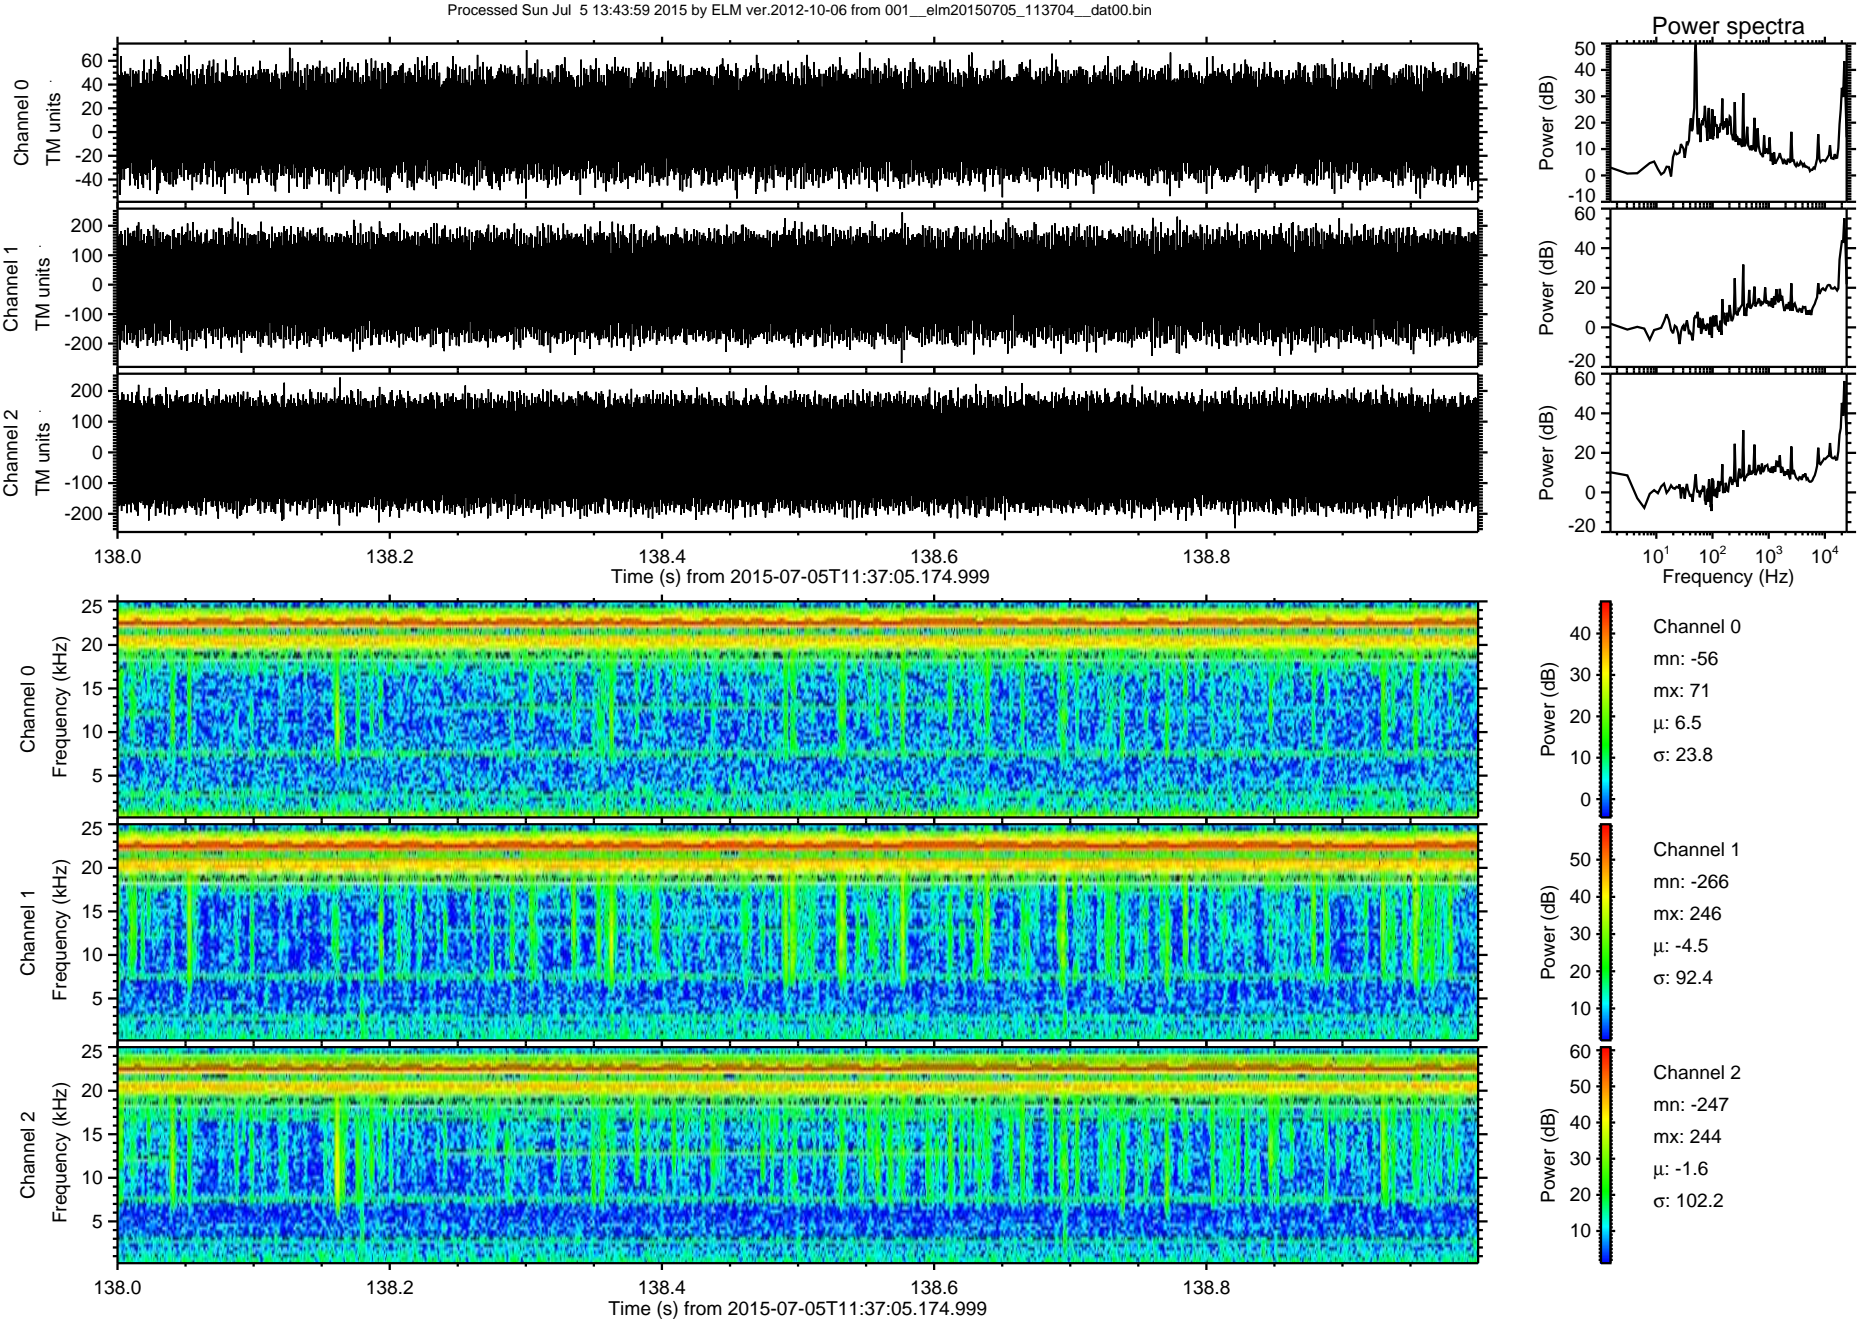 Processed Sun Jul  5 13:43:59 2015 by ELM ver.2012-10-06 from 001__elm20150705_113704__dat00.bin
Power spectra
Channel 0
TM units
60
40
20
0
-20
-40
Power (dB)
50
40
30
20
10
0
-10
Channel 1
TM units
200
100
0
-100
-200
Power (dB)
60
40
20
0
-20
Channel 2
TM units
200
100
0
-100
-200
Power (dB)
60
40
20
0
-20
138.0 138.2 138.4 138.6 138.8
Time (s) from 2015-07-05T11:37:05.174.999
10^1 10^2 10^3 10^4
Frequency (Hz)
Channel 0
Frequency (kHz)
25
20
15
10
5
Power (dB)
40
30
20
10
0
Channel 0
mn: -56
mx: 71
μ: 6.5
σ: 23.8
Channel 1
Frequency (kHz)
25
20
15
10
5
Power (dB)
50
40
30
20
10
Channel 1
mn: -266
mx: 246
μ: -4.5
σ: 92.4
Channel 2
Frequency (kHz)
25
20
15
10
5
Power (dB)
60
50
40
30
20
10
Channel 2
mn: -247
mx: 244
μ: -1.6
σ: 102.2
138.0 138.2 138.4 138.6 138.8
Time (s) from 2015-07-05T11:37:05.174.999